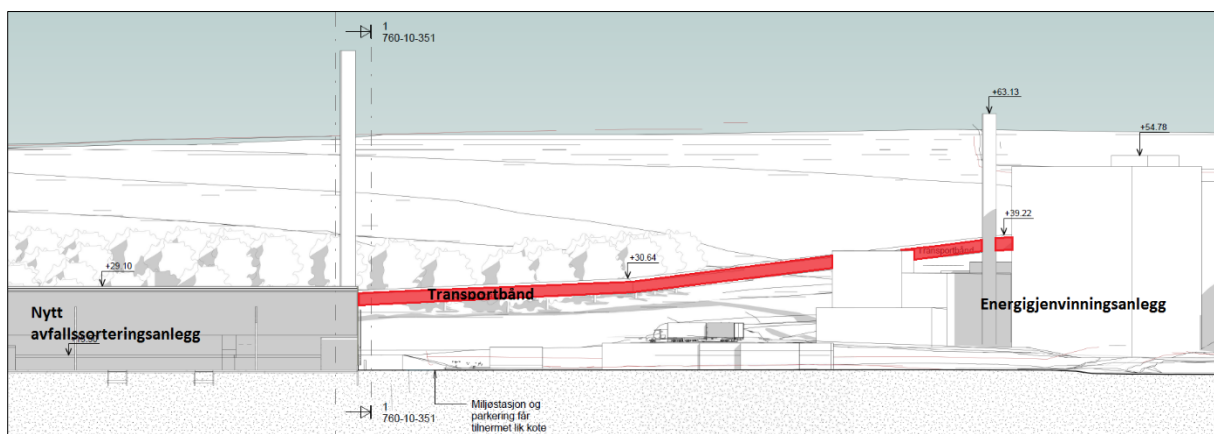 1
760-10-351
+63.13
+54.78
+39.22
Transportbånd
+30.64
+29.10
Transportbånd
Nytt
avfallssorteringsanlegg
Energigjenvinningsanlegg
1
760-10-351
Miljøstasjon og
parkering får
tilnermet lik kote